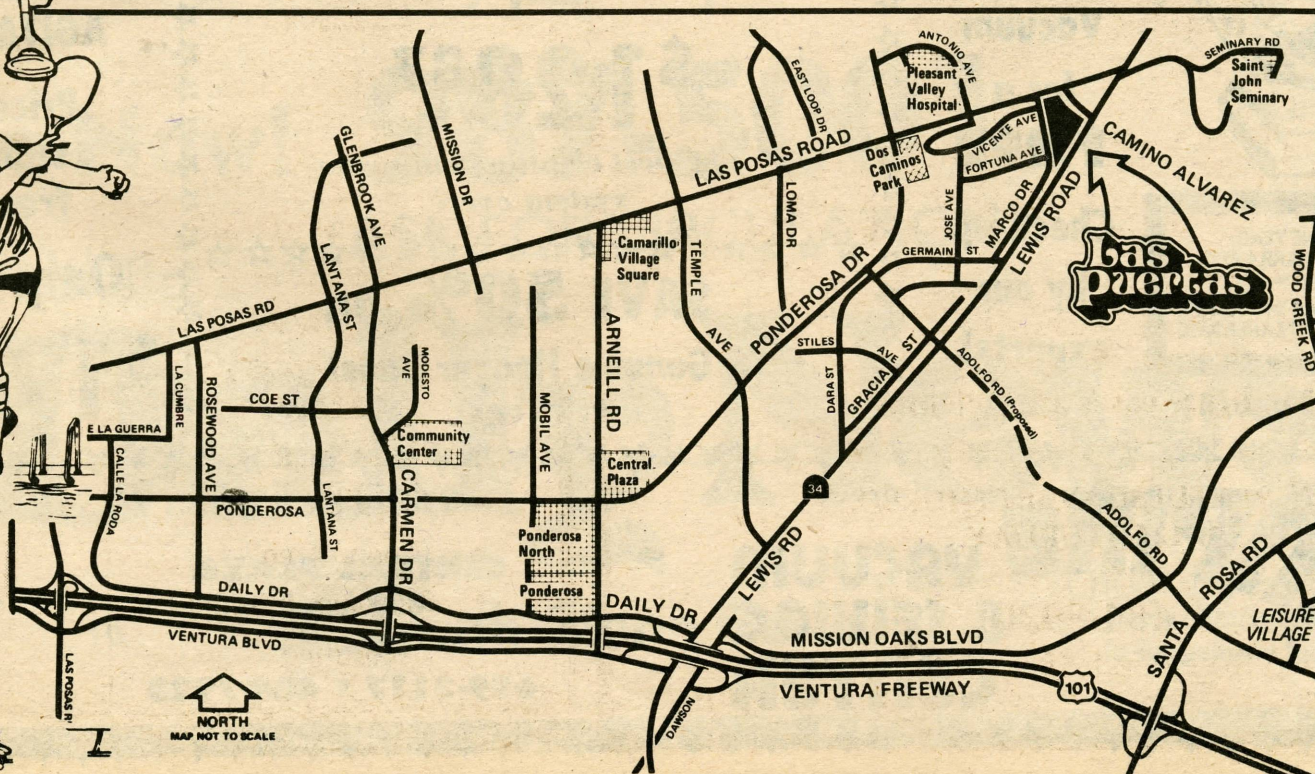 ANTONIO AVE
SEMINARY RD
Saint
John
Seminary
Pleasant
Valley
Hospital
EAST LOOP DR
MISSION DR
GLENBROOK AVE
LAS POSAS ROAD
VICENTE AVE
FORTUNA AVE
CAMINO ALVAREZ
Dos
Caminos
Park
LOMA DR
JOSE AVE
MARCO DR
LEWIS ROAD
LANTANA ST
Camarillo
Village
Square
TEMPLE
AVE
GERMAIN ST
Las
Puertas
WOOD CREEK RD
PONDEROSA DR
LAS POSAS RD
ARNEILL RD
STILES
AVE
GRACIA ST
DARA ST
ADOLFO RD (Proposed)
LA CUMBRE
ROSEWOOD AVE
MODESTO
AVE
COE ST
MOBIL AVE
E LA GUERRA
Community
Center
CALLE LA RODA
Central
Plaza
34
PONDEROSA
LANTANA ST
CARMEN DR
ADOLFO RD
Ponderosa
North
Ponderosa
LEWIS RD
SANTA ROSA RD
DAILY DR
DAILY DR
LEISURE
VILLAGE
VENTURA BLVD
MISSION OAKS BLVD
VENTURA FREEWAY
101
LAS POSAS R
DAWSON
NORTH
MAP NOT TO SCALE